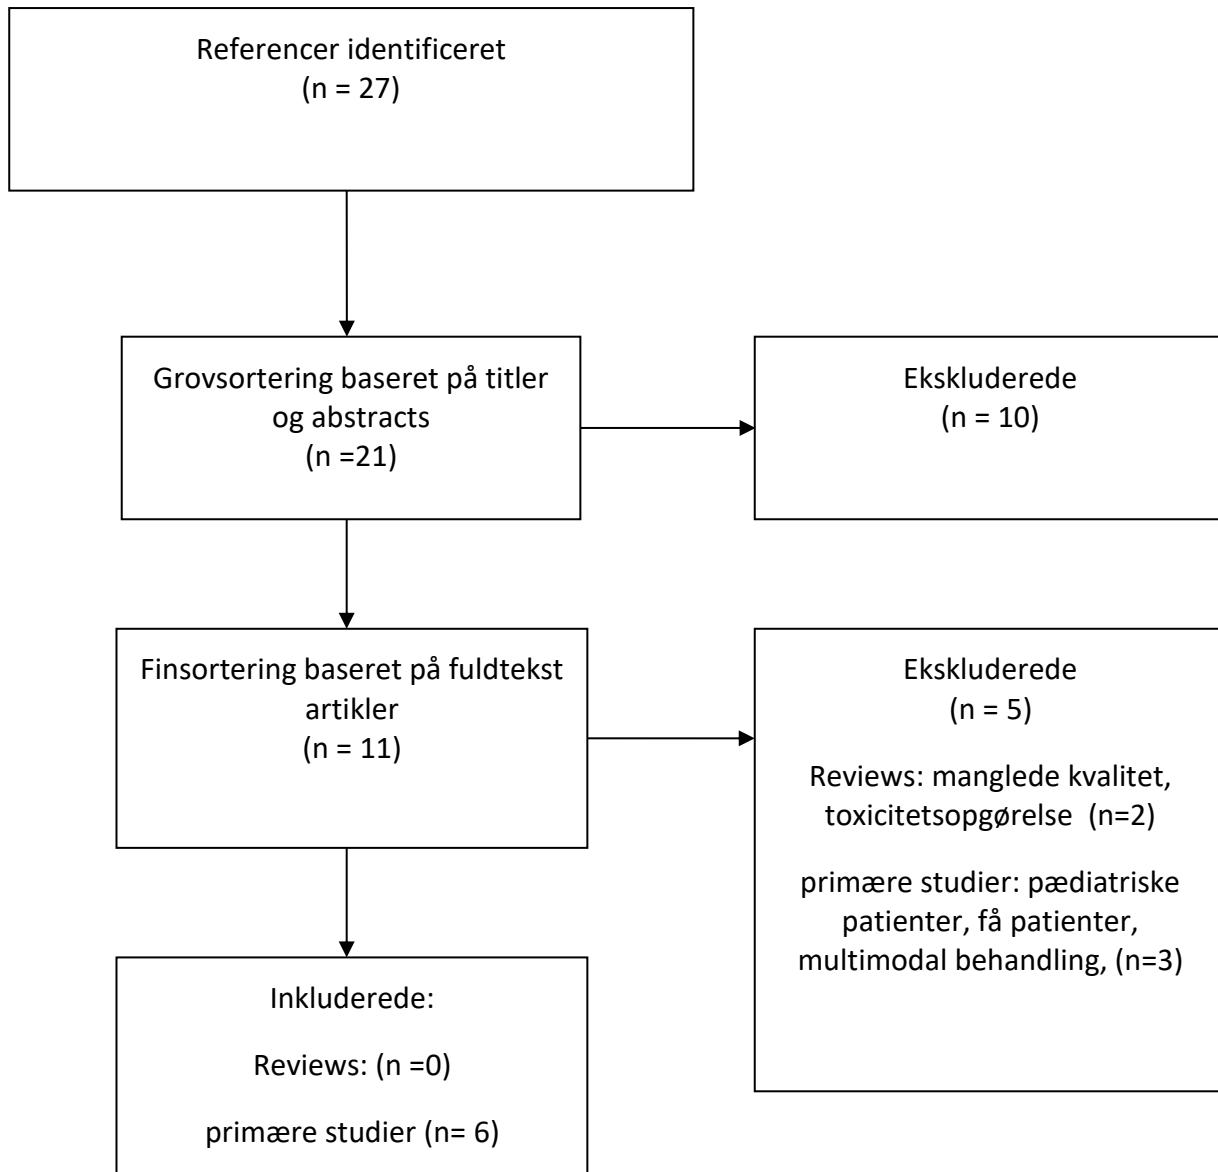 Referencer identificeret
(n = 27)
Grovsortering baseret på titler
og abstracts
(n =21)
Ekskluderede
(n = 10)
Finsortering baseret på fuldtekst
artikler
(n = 11)
Ekskluderede
(n = 5)
Reviews: manglede kvalitet,
toxicitetsopgørelse (n=2)
primære studier: pædiatriske
patienter, få patienter,
multimodal behandling, (n=3)
Inkluderede:
Reviews: (n =0)
primære studier (n= 6)